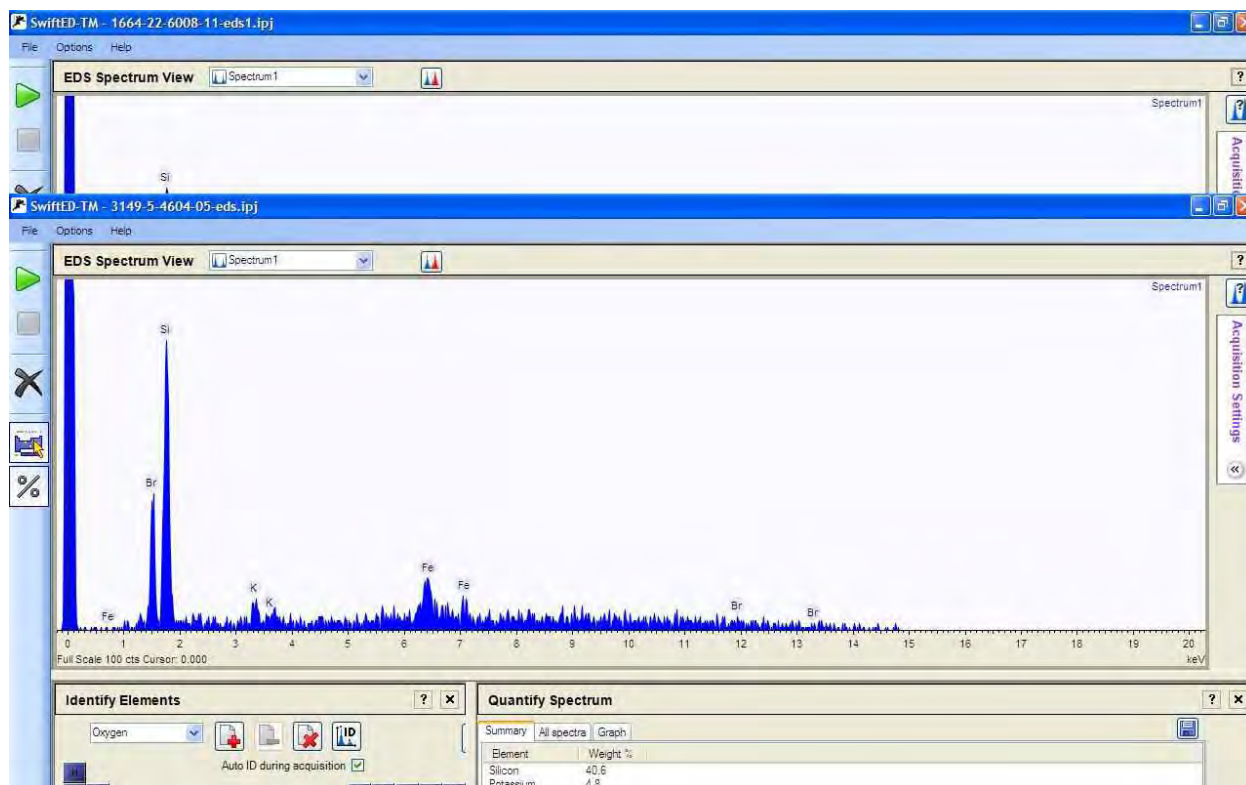 SwiftED-TM - 1664-22-6008-11-eds1.ipj
File Options Help
EDS Spectrum View Spectrum1
?
Spectrum1
?
Si
SwiftED-TM - 3149-5-4604-05-eds.ipj
File Options Help
EDS Spectrum View Spectrum1
?
Spectrum1
?
Acquisition Settings
Si
Br
K
K
Fe
Fe
Fe
Br
Br
0 1 2 3 4 5 6 7 8 9 10 11 12 13 14 15 16 17 18 19 20
Full Scale 100 cts Cursor: 0.000
keV
%
Identify Elements ? X
Oxygen
ID
Auto ID during acquisition
H
Quantify Spectrum ? X
Summary All spectra Graph
Element Weight %
Silicon 40.6
Potassium 4.8